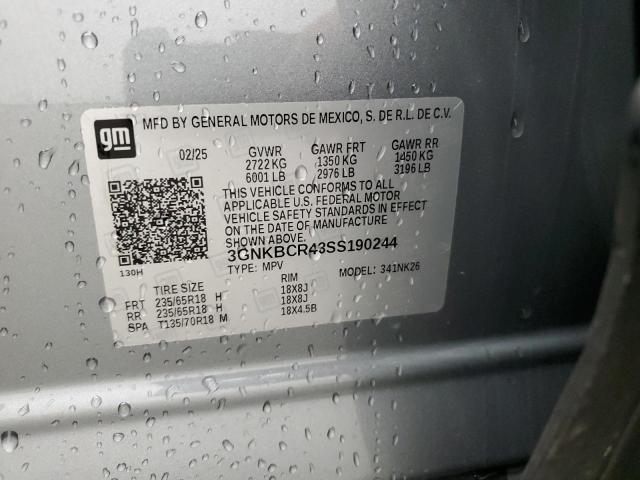 gm
MFD BY GENERAL MOTORS DE MEXICO, S. DE R.L. DE C.V.
02/25 GVWR GAWR FRT GAWR RR
2722 KG 1350 KG 1450 KG
6001 LB 2976 LB 3196 LB
THIS VEHICLE CONFORMS TO ALL
APPLICABLE U.S. FEDERAL MOTOR
VEHICLE SAFETY STANDARDS IN EFFECT
ON THE DATE OF MANUFACTURE
SHOWN ABOVE.
3GNKBCR43SS190244
130H TYPE: MPV MODEL: 341NK26
TIRE SIZE RIM
FRT 235/65R18 H 18X8J
RR 235/65R18 H 18X8J
SPA T135/70R18 M 18X4.5B